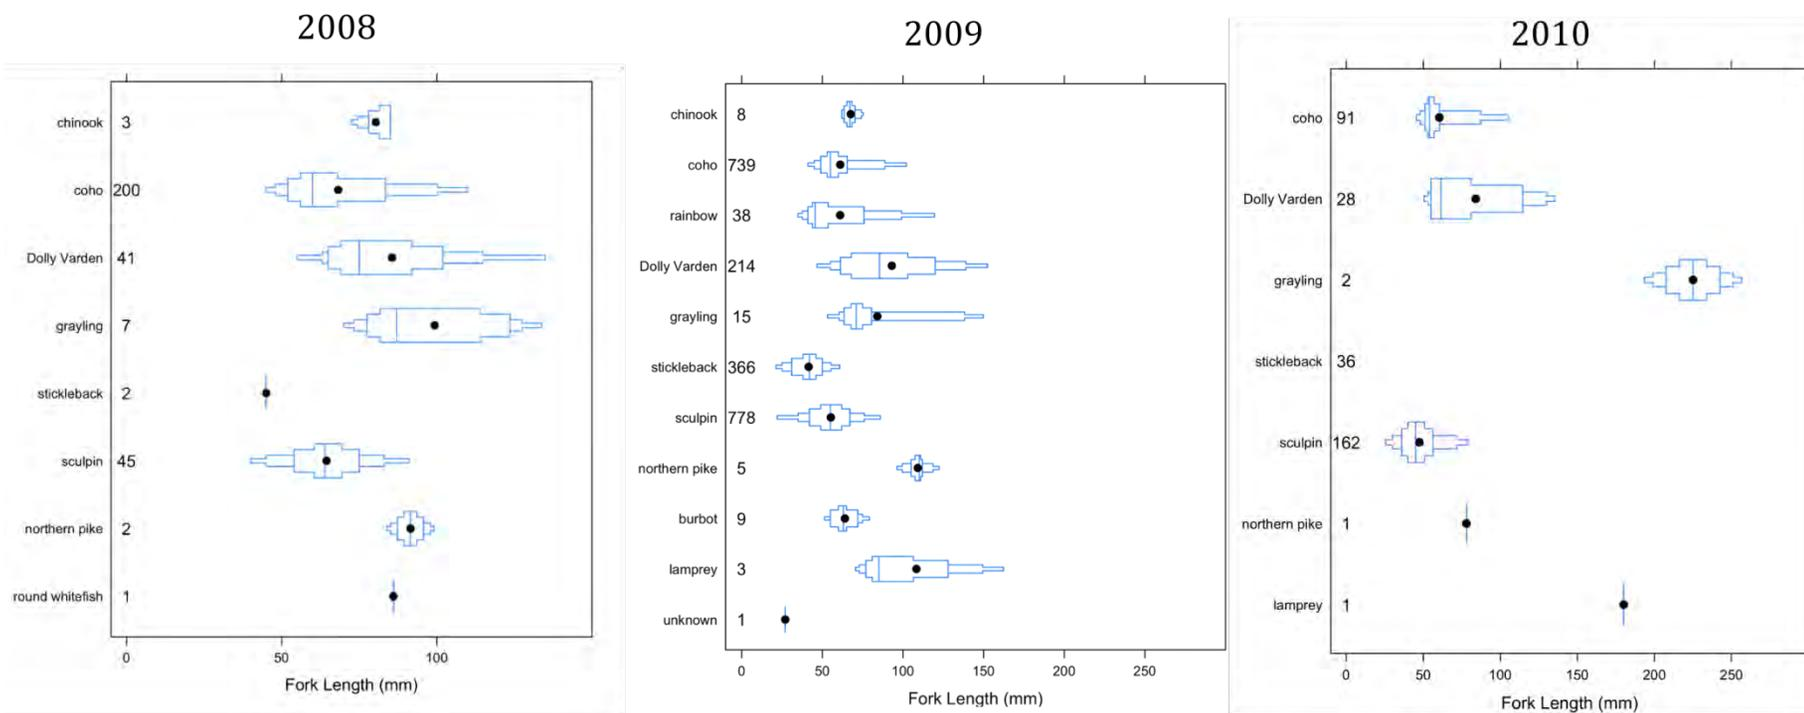 2008
chinook 3
coho 200
Dolly Varden 41
grayling 7
stickleback 2
sculpin 45
northern pike 2
round whitefish 1
0 50 100
Fork Length (mm)
2009
chinook 8
coho 739
rainbow 38
Dolly Varden 214
grayling 15
stickleback 366
sculpin 778
northern pike 5
burbot 9
lamprey 3
unknown 1
0 50 100 150 200 250
Fork Length (mm)
2010
coho 91
Dolly Varden 28
grayling 2
stickleback 36
sculpin 162
northern pike 1
lamprey 1
0 50 100 150 200 250
Fork Length (mm)